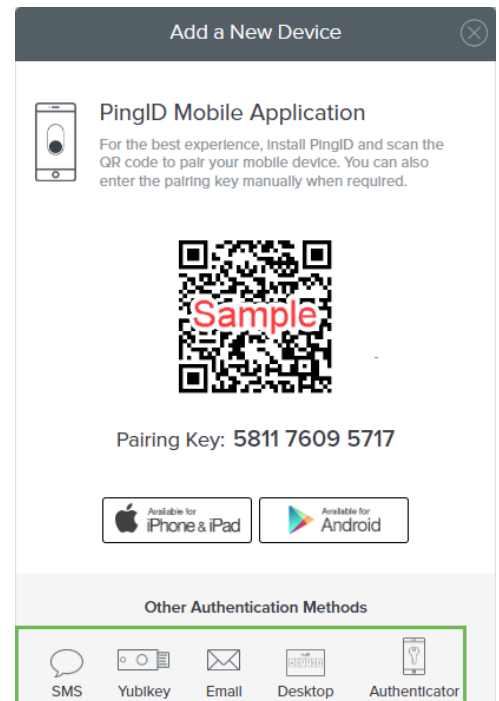 Add a New Device
PingID Mobile Application
For the best experience, install PingID and scan the
QR code to pair your mobile device. You can also
enter the pairing key manually when required.
Sample
Pairing Key: 5811 7609 5717
Available for
iPhone & iPad
Available for
Android
Other Authentication Methods
SMS Yubikey Email Desktop Authenticator